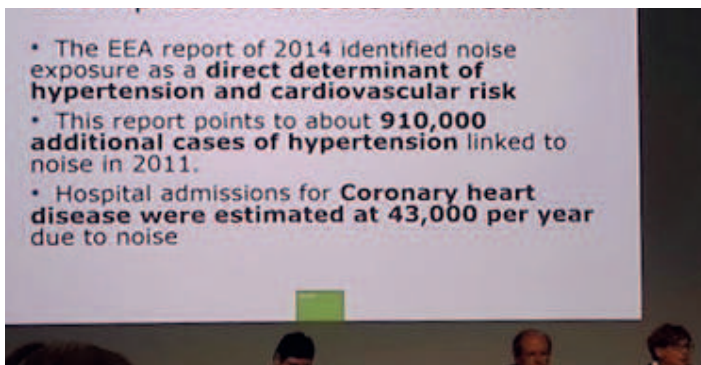 • The EEA report of 2014 identified noise
exposure as a direct determinant of
hypertension and cardiovascular risk
• This report points to about 910,000
additional cases of hypertension linked to
noise in 2011.
• Hospital admissions for Coronary heart
disease were estimated at 43,000 per year
due to noise